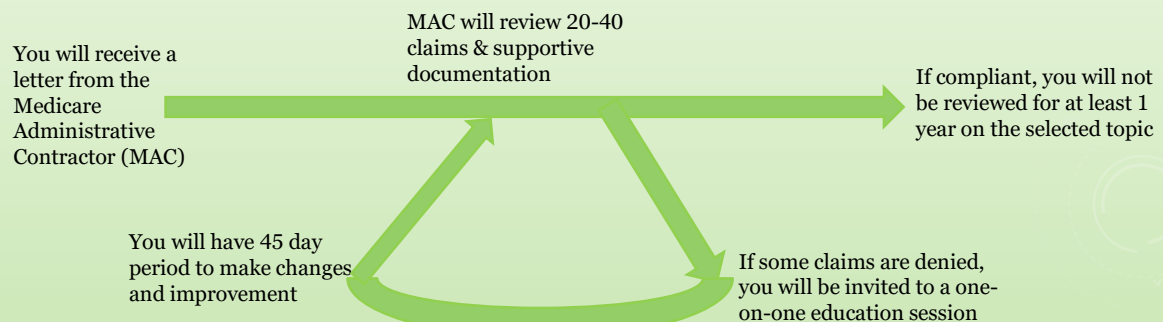 You will receive a
letter from the
Medicare
Administrative
Contractor (MAC)
MAC will review 20-40
claims & supportive
documentation
If compliant, you will not
be reviewed for at least 1
year on the selected topic
You will have 45 day
period to make changes
and improvement
If some claims are denied,
you will be invited to a one-
on-one education session